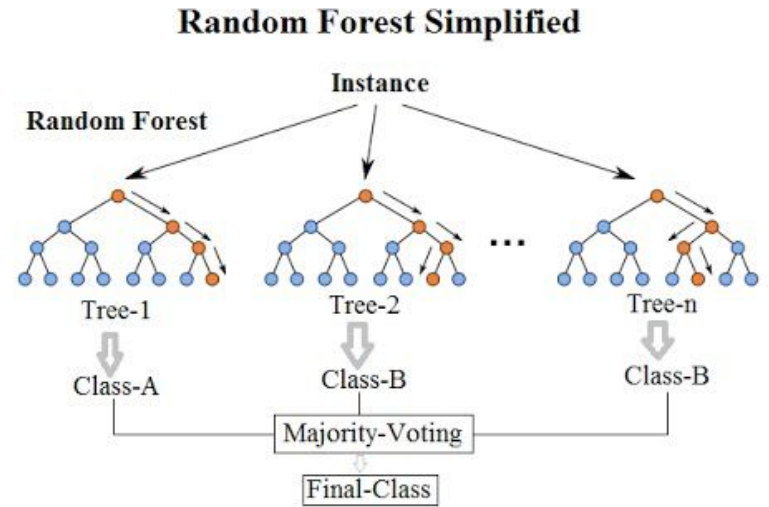 Random Forest Simplified
Instance
Random Forest
...
Tree-1
Tree-2
Tree-n
Class-A
Class-B
Class-B
Majority-Voting
Final-Class